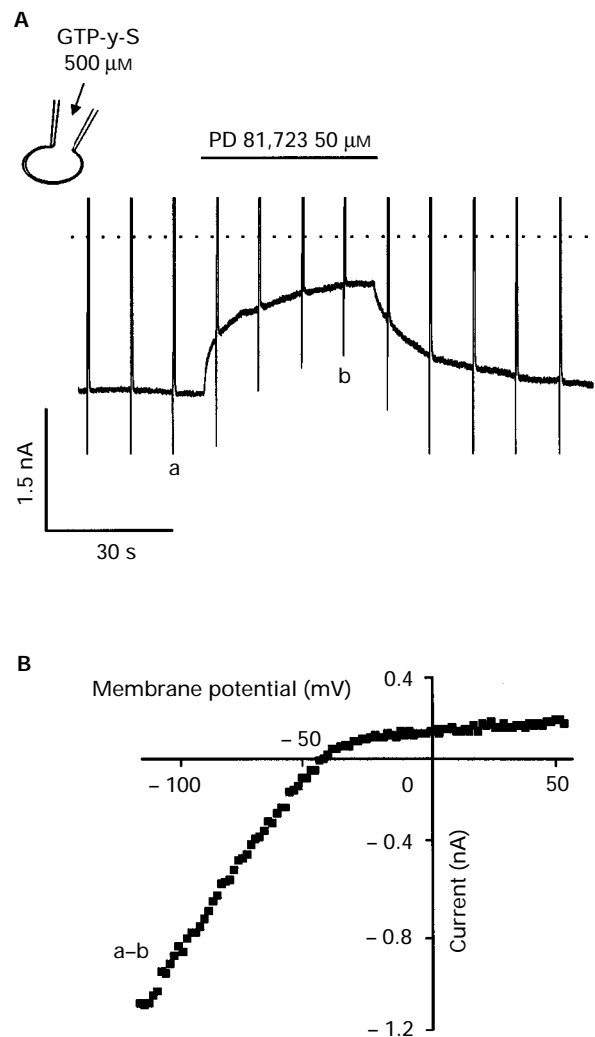 A
GTP-y-S
500 μM
PD 81,723 50 μM
a
b
1.5 nA
30 s
B
Membrane potential (mV)
0.4
– 50
– 100
0
50
– 0.4
Current (nA)
a–b
– 0.8
– 1.2